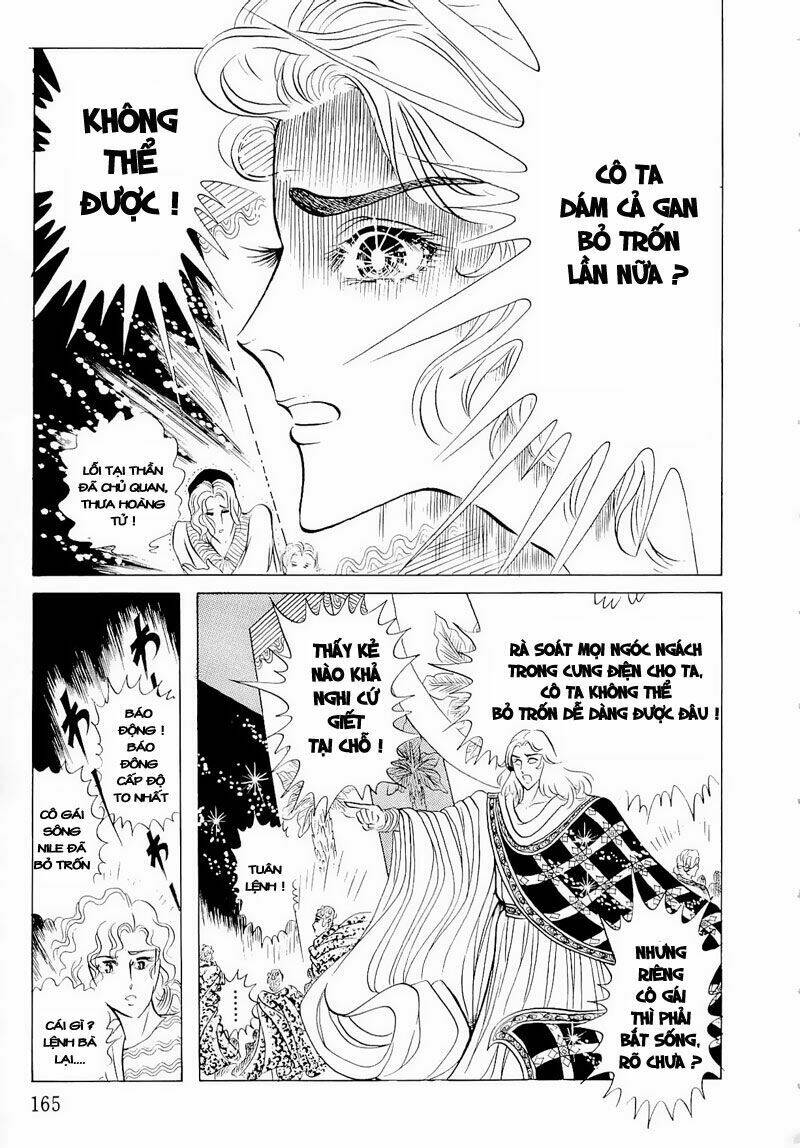 KHÔNG
THỂ
ĐƯỢC !
CÔ TA
DÁM CẢ GAN
BỎ TRỐN
LẦN NỮA ?
LỖI TẠI THẦN
ĐÃ CHỦ QUAN,
THƯA HOÀNG
TỬ !
THẤY KẺ
NÀO KHẢ
NGHI CỨ
GIẾT
TẠI CHỖ !
RÀ SOÁT MỌI NGÓC NGÁCH
TRONG CUNG ĐIỆN CHO TA,
CÔ TA KHÔNG THỂ
BỎ TRỐN DỄ DÀNG ĐƯỢC ĐÂU !
TUÂN
LỆNH !
NHƯNG
RIÊNG
CÔ GÁI
THÌ PHẢI
BẮT SỐNG,
RÕ CHƯA ?
........
わっ
わっ
BÁO
ĐỘNG !
BÁO
ĐÔNG
CẤP ĐỘ
TO NHẤT
CÔ GÁI
SÔNG
NILE ĐÃ
BỎ TRỐN
CÁI GÌ ?
LỆNH BÀ
LẠI....
165